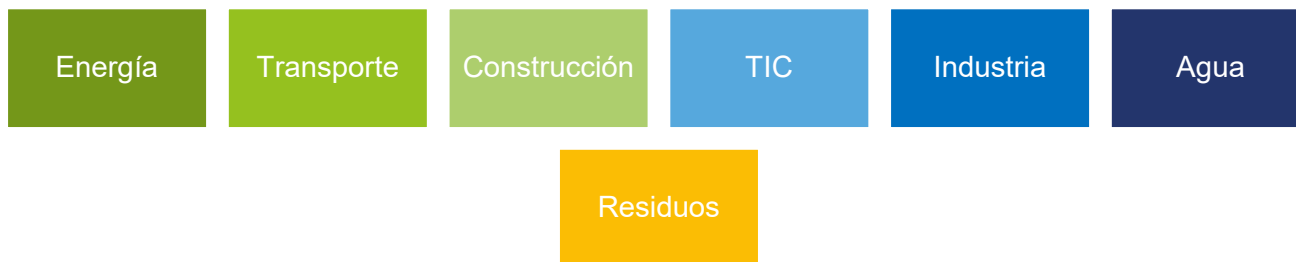 Energía
Transporte
Construcción
TIC
Industria
Agua
Residuos